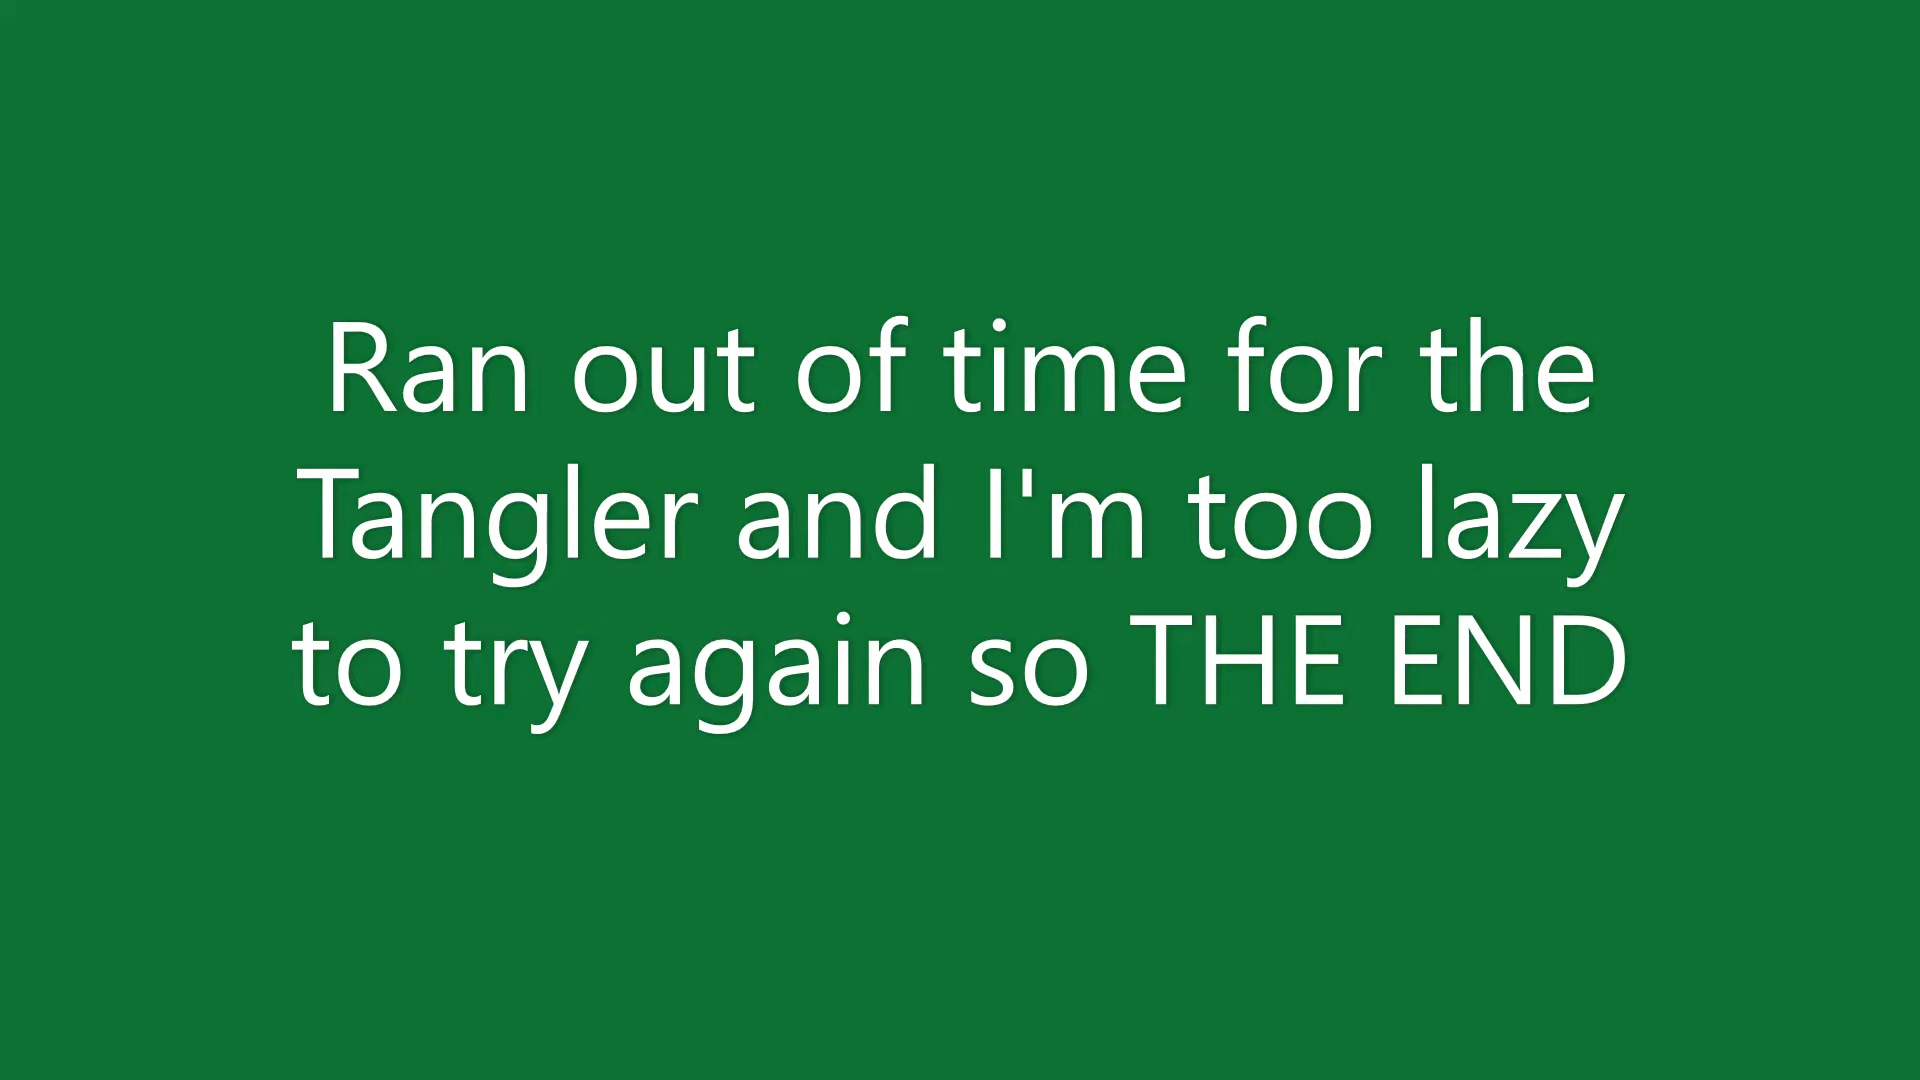 Ran out of time for the
Tangler and I'm too lazy
to try again so THE END